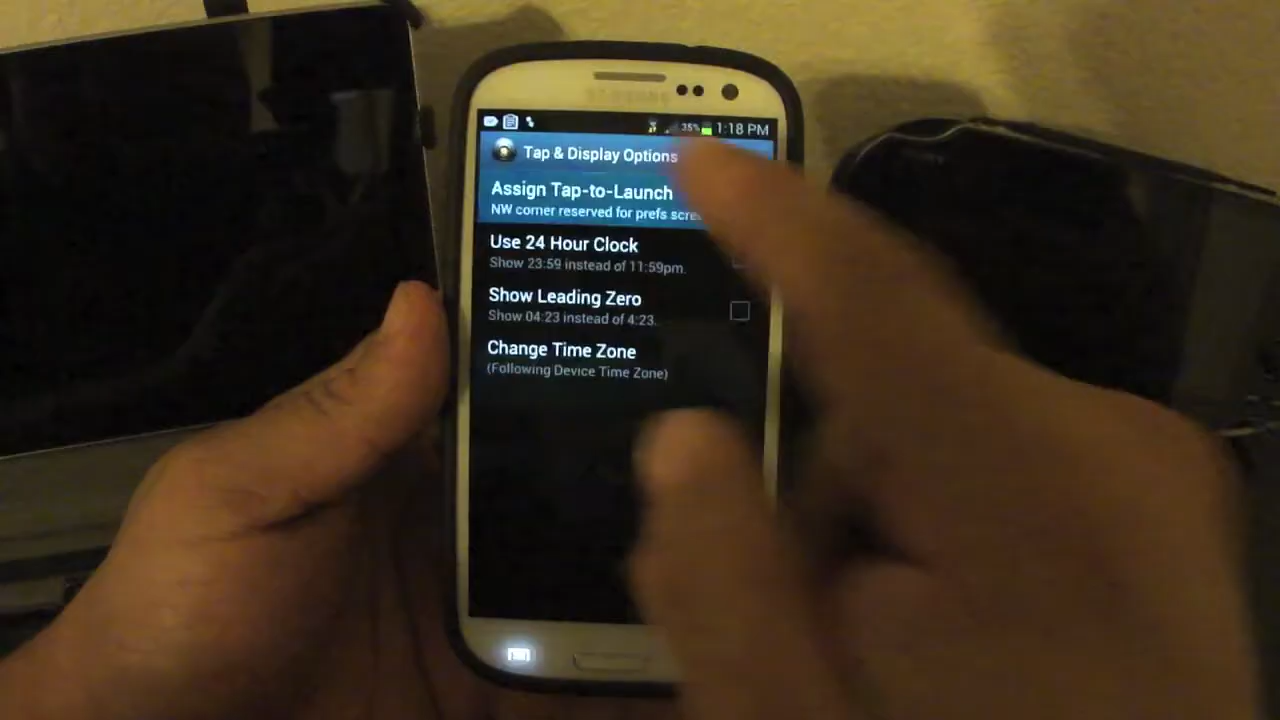 SAMSUNG
35% 1:18 PM
Tap & Display Options
Assign Tap-to-Launch
NW corner reserved for prefs
Use 24 Hour Clock
Show 23:59 instead of 11:59pm.
Show Leading Zero
Show 04:23 instead of 4:23.
Change Time Zone
(Following Device Time Zone)